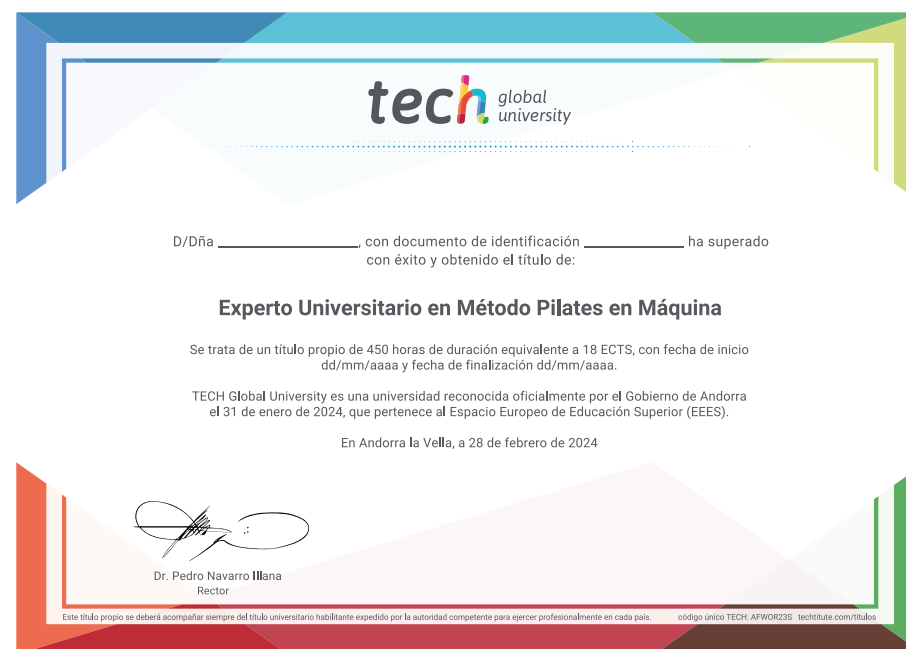 tech global university
D/Dña ______________, con documento de identificación __________ ha superado
con éxito y obtenido el título de:
Experto Universitario en Método Pilates en Máquina
Se trata de un título propio de 450 horas de duración equivalente a 18 ECTS, con fecha de inicio
dd/mm/aaaa y fecha de finalización dd/mm/aaaa.
TECH Global University es una universidad reconocida oficialmente por el Gobierno de Andorra
el 31 de enero de 2024, que pertenece al Espacio Europeo de Educación Superior (EEES).
En Andorra la Vella, a 28 de febrero de 2024
Dr. Pedro Navarro Illana
Rector
Este título propio se deberá acompañar siempre del título universitario habilitante expedido por la autoridad competente para ejercer profesionalmente en cada país. código único TECH: AFWOR23S techtitute.com/titulos